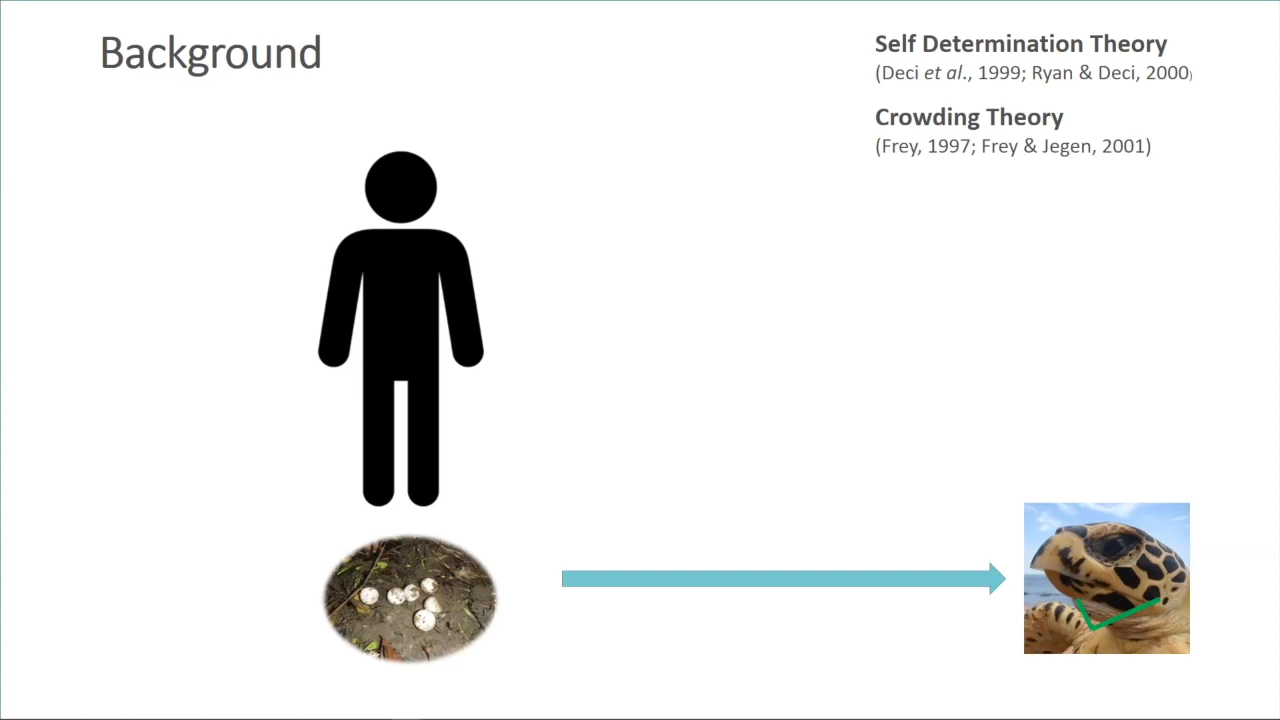 Background
Self Determination Theory
(Deci et al., 1999; Ryan & Deci, 2000)
Crowding Theory
(Frey, 1997; Frey & Jegen, 2001)